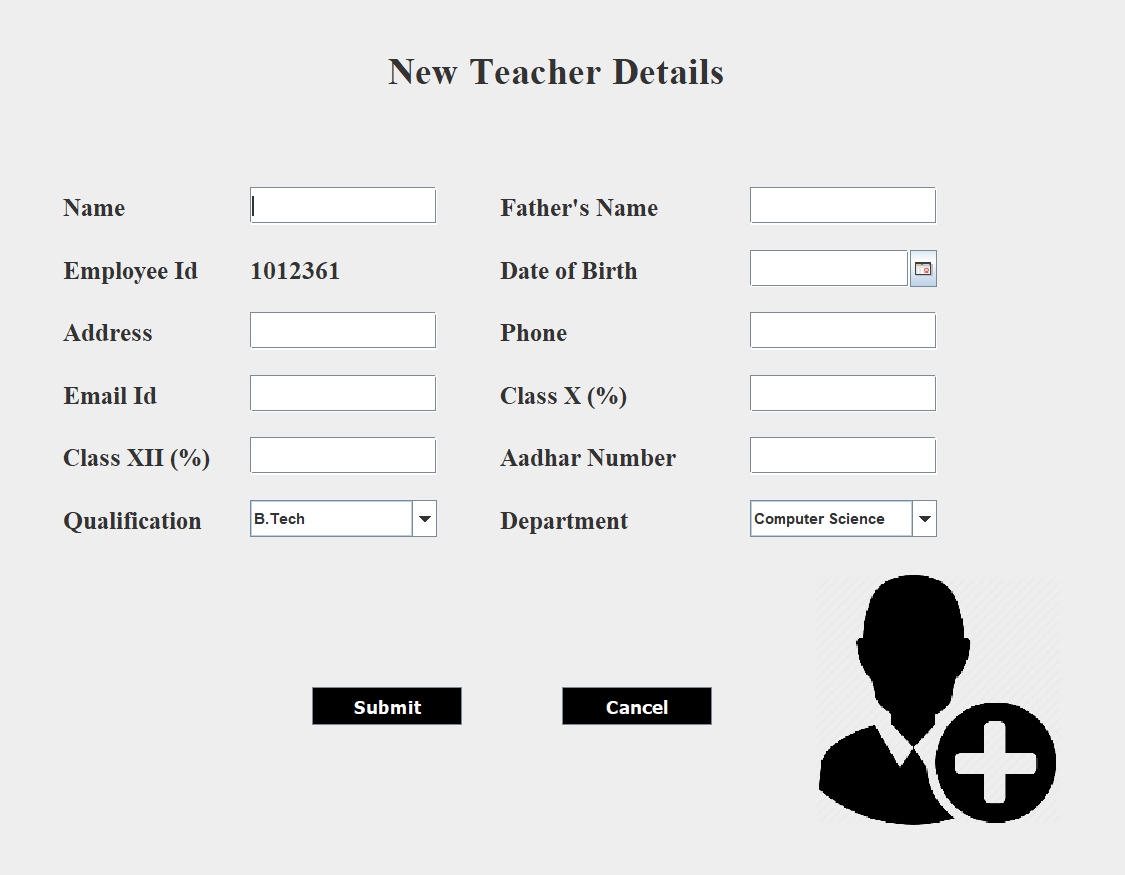 New Teacher Details
Name Father's Name
Employee Id 1012361 Date of Birth
Address Phone
Email Id Class X (%)
Class XII (%) Aadhar Number
Qualification B.Tech Department Computer Science
Submit Cancel